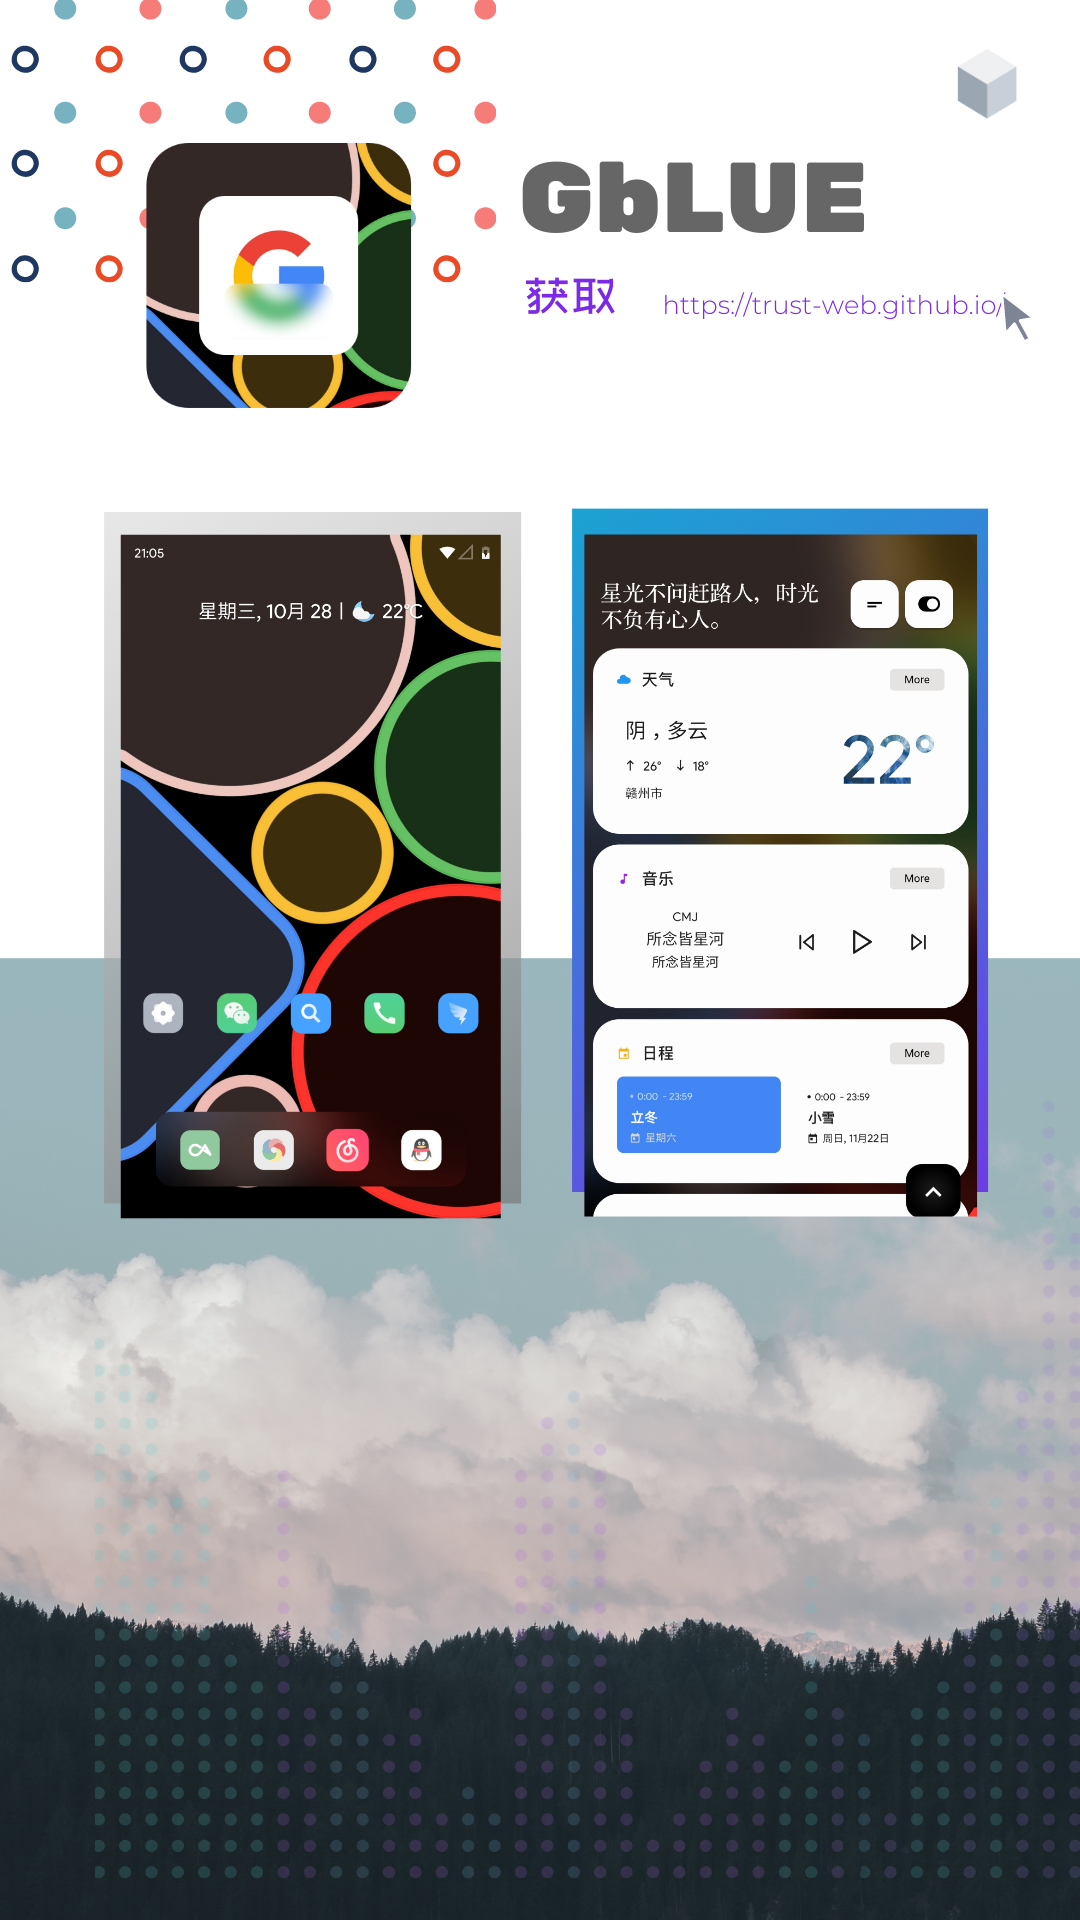 GbLUE
获取 https://trust-web.github.io/
21:05
星期三, 10月 28 | 22℃
星光不问赶路人，时光
不负有心人。
天气 More
阴 , 多云
↑ 26° ↓ 18°
22°
赣州市
音乐 More
CMJ
所念皆星河
所念皆星河
日程 More
• 0:00 - 23:59
立冬
星期六
• 0:00 - 23:59
小雪
周日, 11月22日